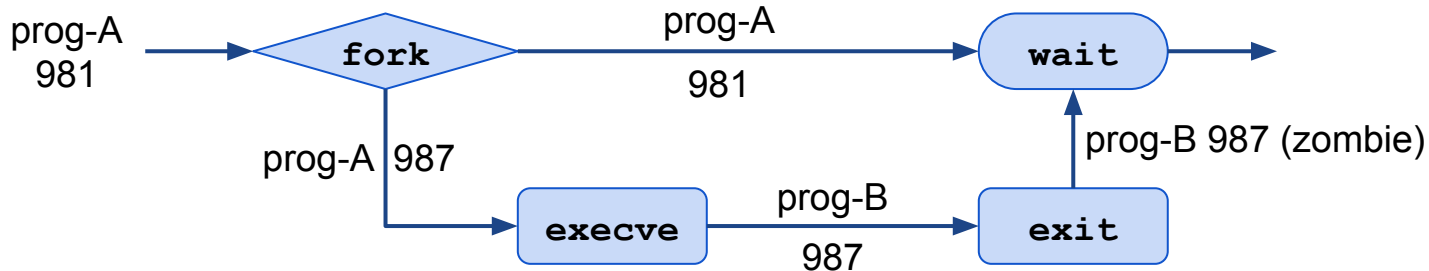 prog-A
981
fork
prog-A
981
wait
prog-A 987
prog-B 987 (zombie)
execve
prog-B
987
exit